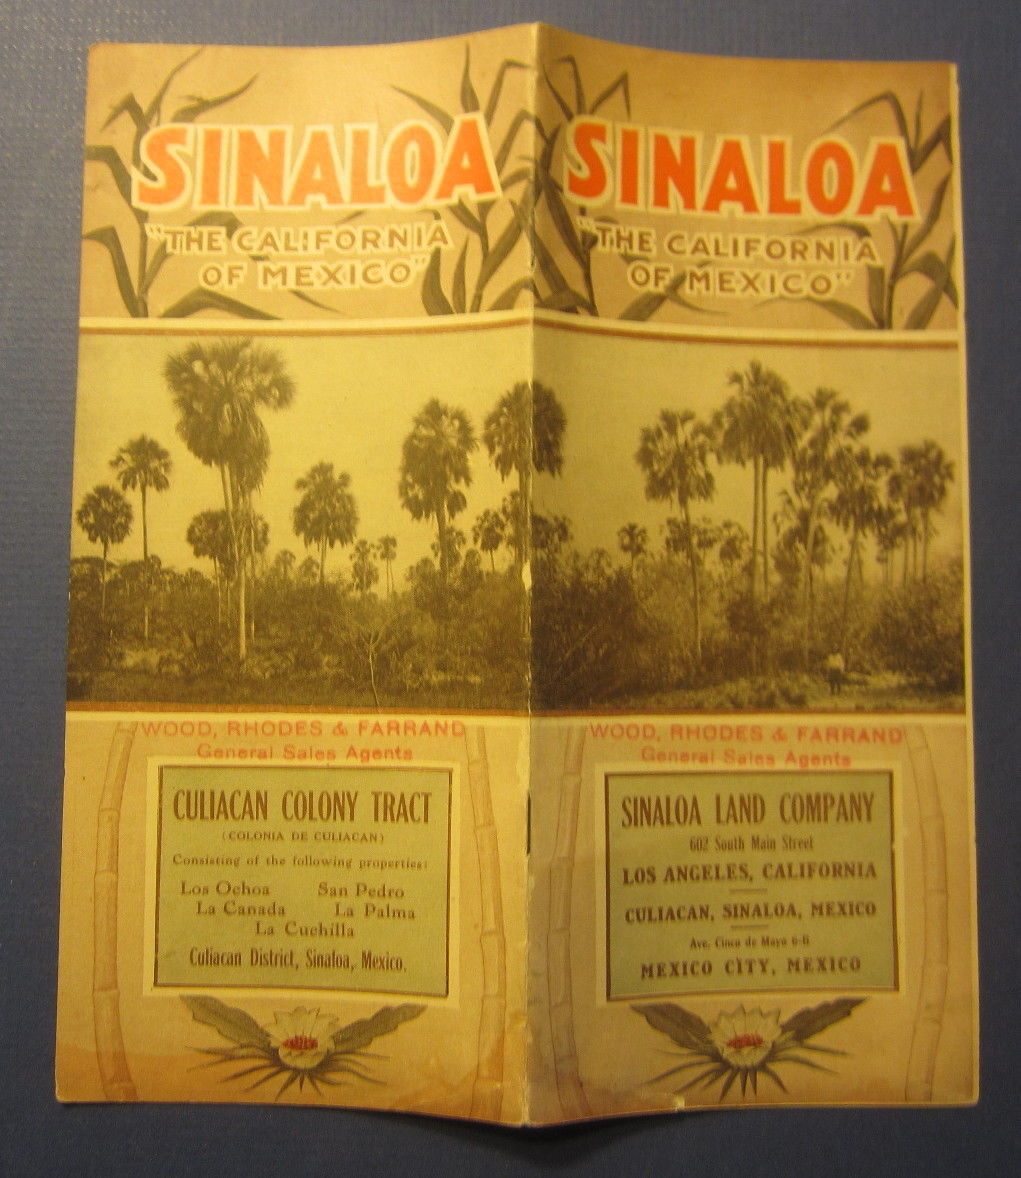 SINALOA
"THE CALIFORNIA
OF MEXICO"
WOOD, RHODES & FARRAND
General Sales Agents
CULIACAN COLONY TRACT
(COLONIA DE CULIACAN)
Consisting of the following properties:
Los Ochoa San Pedro
La Canada La Palma
La Cuchilla
Culiacan District, Sinaloa, Mexico.
SINALOA
"THE CALIFORNIA
OF MEXICO"
WOOD, RHODES & FARRAND
General Sales Agents
SINALOA LAND COMPANY
602 South Main Street
LOS ANGELES, CALIFORNIA
CULIACAN, SINALOA, MEXICO
Ave. Cinco de Mayo 6-6
MEXICO CITY, MEXICO